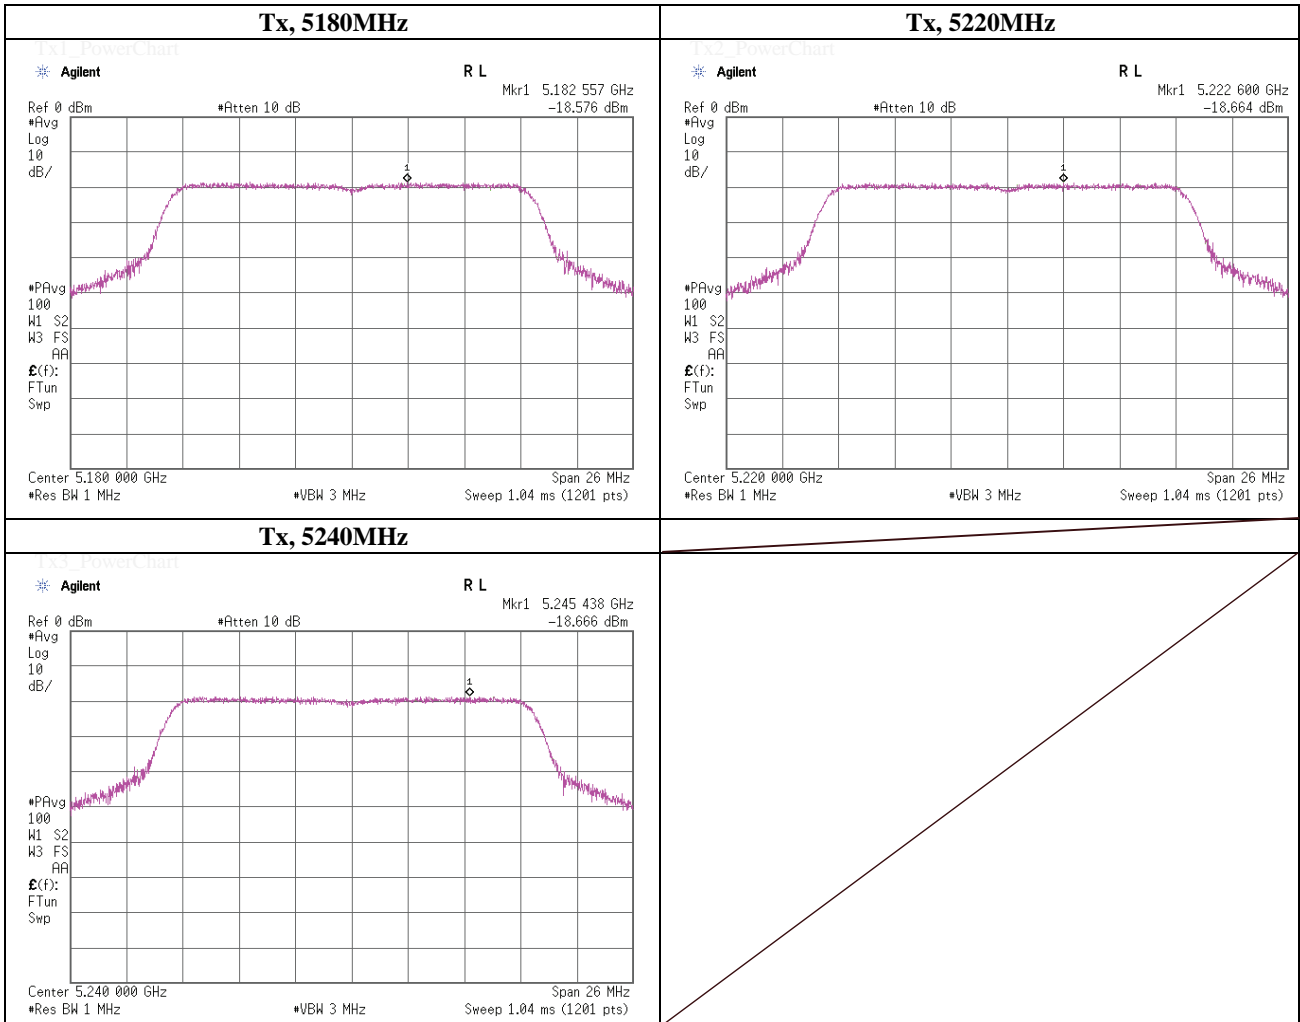 Tx, 5180MHz
Tx1_PowerChart
Agilent
R L
Mkr1 5.182 557 GHz
Ref 0 dBm #Atten 10 dB -18.576 dBm
#Avg
Log
10
dB/
1
#PAvg
100
W1 S2
W3 FS
AA
£(f):
FTun
Swp
Center 5.180 000 GHz Span 26 MHz
#Res BW 1 MHz #VBW 3 MHz Sweep 1.04 ms (1201 pts)
Tx, 5220MHz
Tx2_PowerChart
Agilent
R L
Mkr1 5.222 600 GHz
Ref 0 dBm #Atten 10 dB -18.664 dBm
#Avg
Log
10
dB/
1
#PAvg
100
W1 S2
W3 FS
AA
£(f):
FTun
Swp
Center 5.220 000 GHz Span 26 MHz
#Res BW 1 MHz #VBW 3 MHz Sweep 1.04 ms (1201 pts)
Tx, 5240MHz
Tx3_PowerChart
Agilent
R L
Mkr1 5.245 438 GHz
Ref 0 dBm #Atten 10 dB -18.666 dBm
#Avg
Log
10
dB/
1
#PAvg
100
W1 S2
W3 FS
AA
£(f):
FTun
Swp
Center 5.240 000 GHz Span 26 MHz
#Res BW 1 MHz #VBW 3 MHz Sweep 1.04 ms (1201 pts)